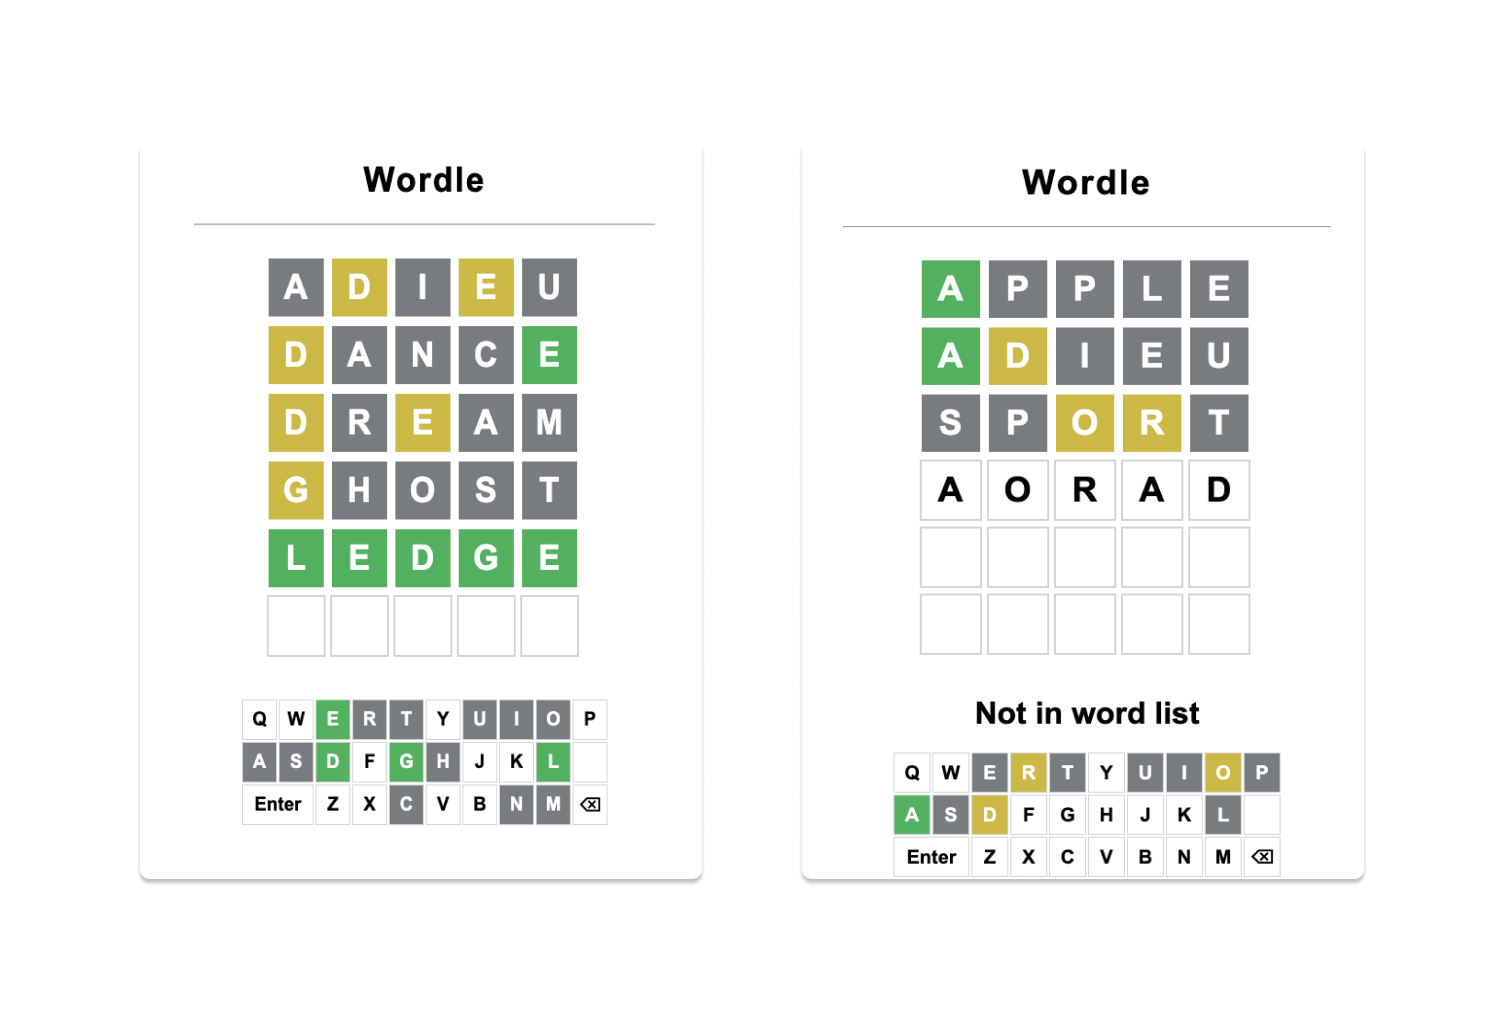 Wordle
A D I E U
D A N C E
D R E A M
G H O S T
L E D G E
Q W E R T Y U I O P
A S D F G H J K L
Enter Z X C V B N M ⌫
Wordle
A P P L E
A D I E U
S P O R T
A O R A D
Not in word list
Q W E R T Y U I O P
A S D F G H J K L
Enter Z X C V B N M ⌫